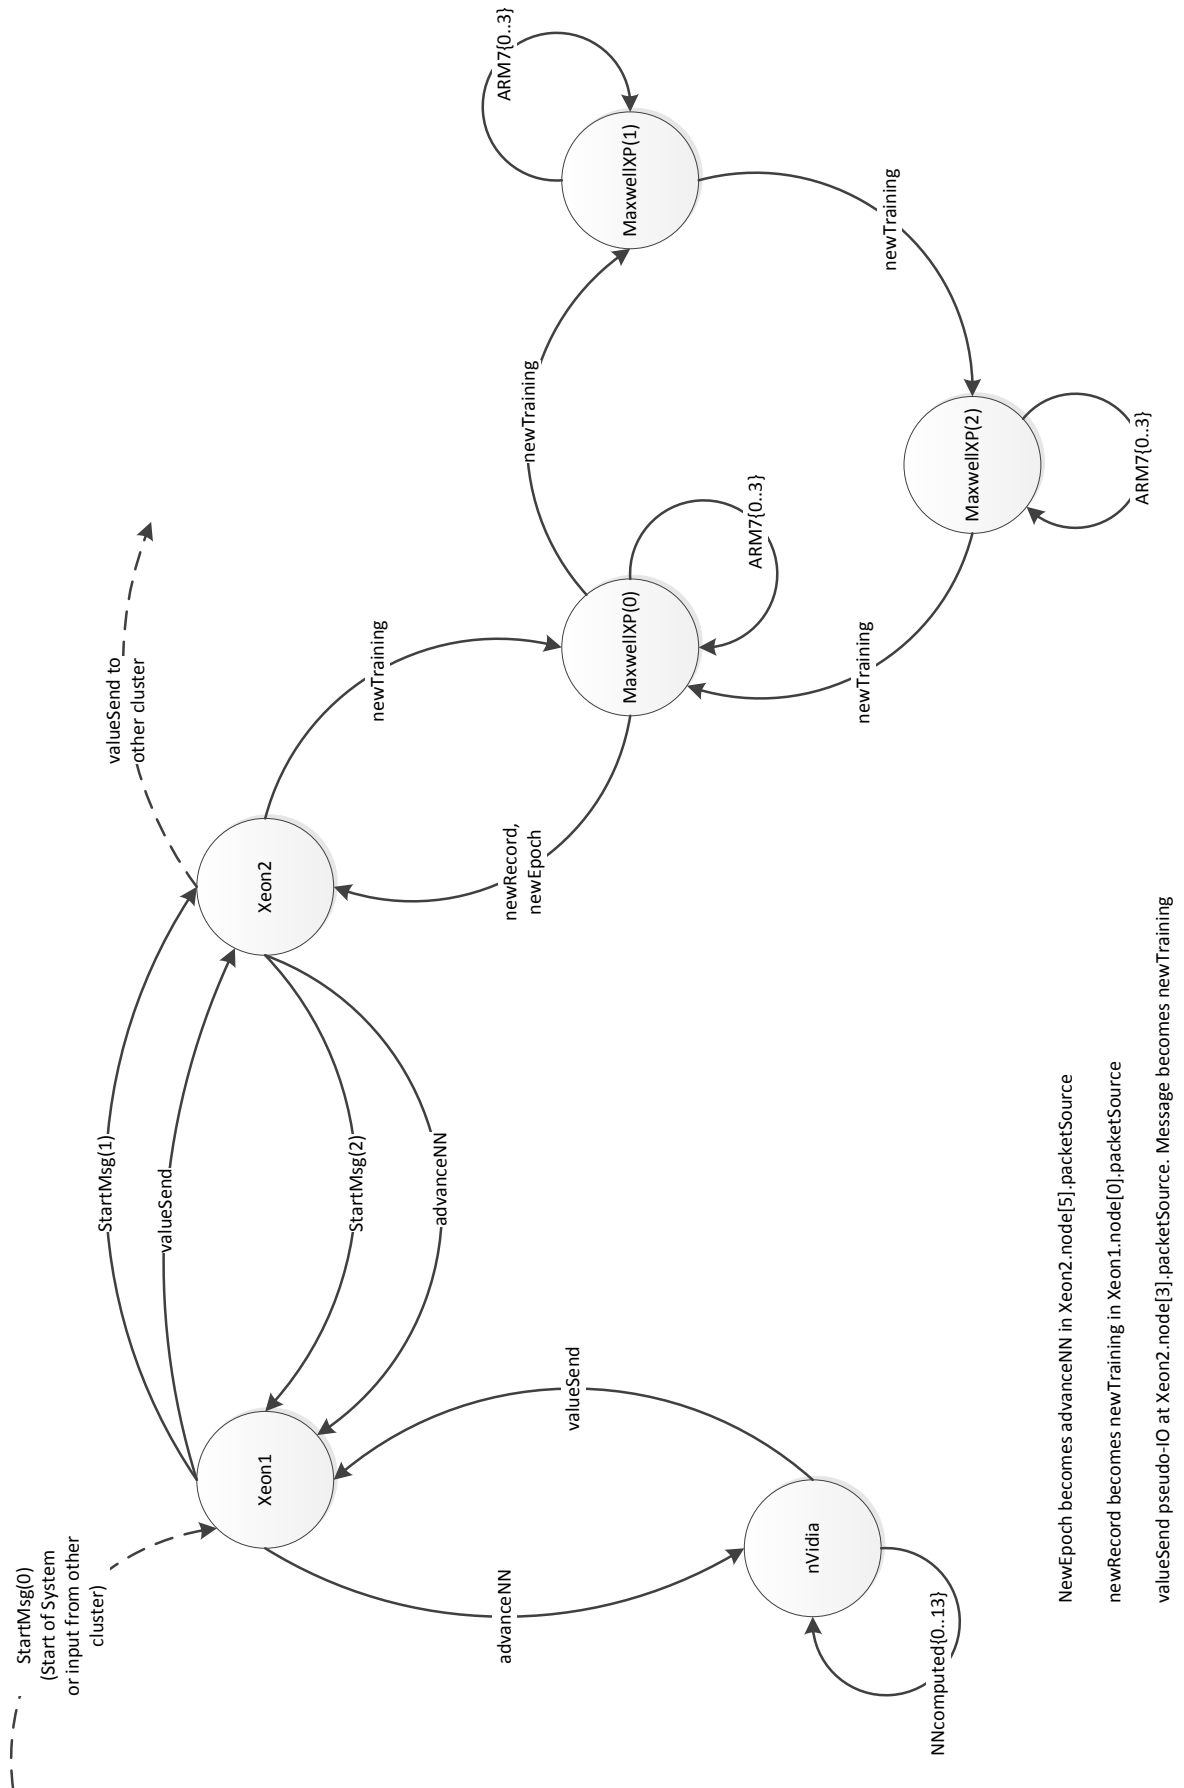 StartMsg(0)
(Start of System
or input from other
cluster)
Xeon1
StartMsg(1)
valueSend
StartMsg(2)
advanceNN
Xeon2
valueSend to
other cluster
advanceNN
valueSend
nVidia
NNcomputed{0..13}
newTraining
newRecord,
newEpoch
MaxwellXP(0)
ARM7{0..3}
newTraining
MaxwellXP(1)
ARM7{0..3}
newTraining
MaxwellXP(2)
ARM7{0..3}
newTraining
NewEpoch becomes advanceNN in Xeon2.node[5].packetSource
newRecord becomes newTraining in Xeon1.node[0].packetSource
valueSend pseudo-IO at Xeon2.node[3].packetSource. Message becomes newTraining